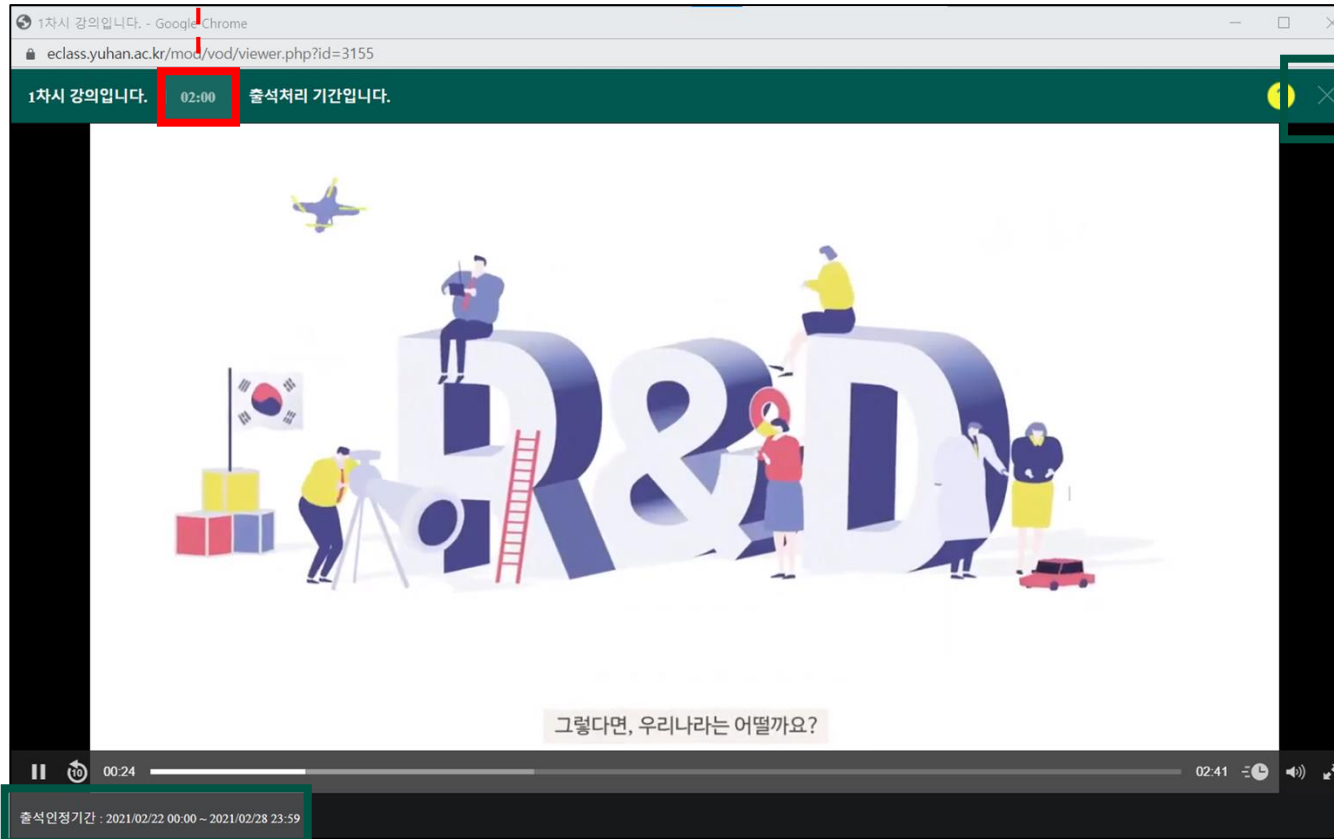 1차시 강의입니다. - Google Chrome
eclass.yuhan.ac.kr/mod/vod/viewer.php?id=3155
1차시 강의입니다. 02:00 출석처리 기간입니다. ?
R&D
그렇다면, 우리나라는 어떨까요?
10 00:24 02:41
출석인정기간 : 2021/02/22 00:00 ~ 2021/02/28 23:59